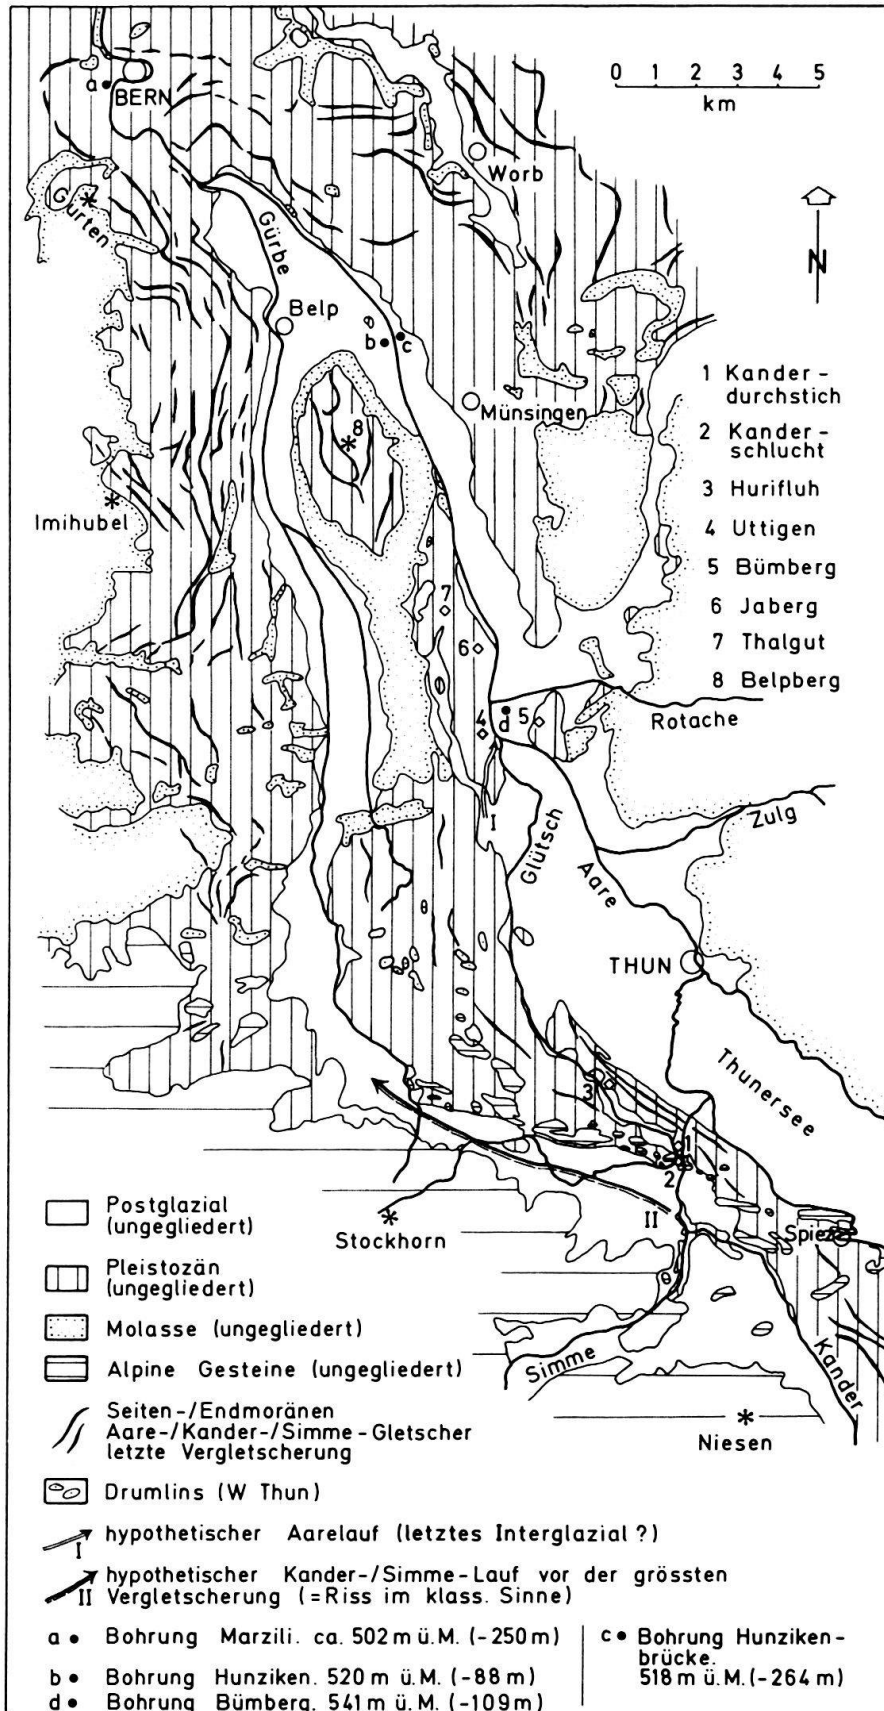 0 1 2 3 4 5
km
a
BERN
Worb
Gurten
N
Gürbe
Belp
b
c
1 Kander-
durchstich
Münsingen
2 Kander-
schlucht
8
3 Hurifluh
Imihubel
4 Uttigen
5 Bümberg
7
6 Jaberg
6
7 Thalgut
8 Belpberg
4
d
5
Rotache
I
Zulg
Glütsch
Aare
THUN
3
Thunersee
1
2
II
Stockhorn
Spiez
Simme
Kander
Niesen
Postglazial
(ungegliedert)
Pleistozän
(ungegliedert)
Molasse (ungegliedert)
Alpine Gesteine (ungegliedert)
Seiten-/Endmoränen
Aare-/Kander-/Simme-Gletscher
letzte Vergletscherung
Drumlins (W Thun)
I hypothetischer Aarelauf (letztes Interglazial ?)
hypothetischer Kander-/Simme-Lauf vor der grössten
II Vergletscherung (=Riss im klass. Sinne)
a • Bohrung Marzili. ca. 502 m ü.M. (-250 m)
b • Bohrung Hunziken. 520 m ü.M. (-88 m)
d • Bohrung Bümberg. 541 m ü.M. (-109 m)
c • Bohrung Hunziken-
brücke.
518 m ü.M. (-264 m)